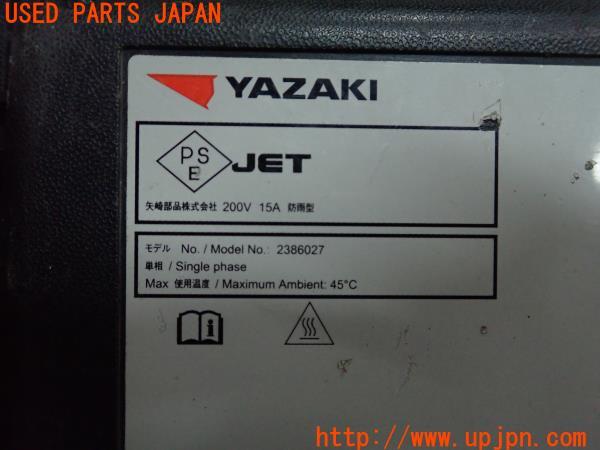 USED PARTS JAPAN
YAZAKI
PS
E
JET
矢崎部品株式会社 200V 15A 防雨型
モデル No. / Model No.: 2386027
単相 / Single phase
Max 使用温度 / Maximum Ambient: 45°C
UPJ
http://www.upjpn.com/